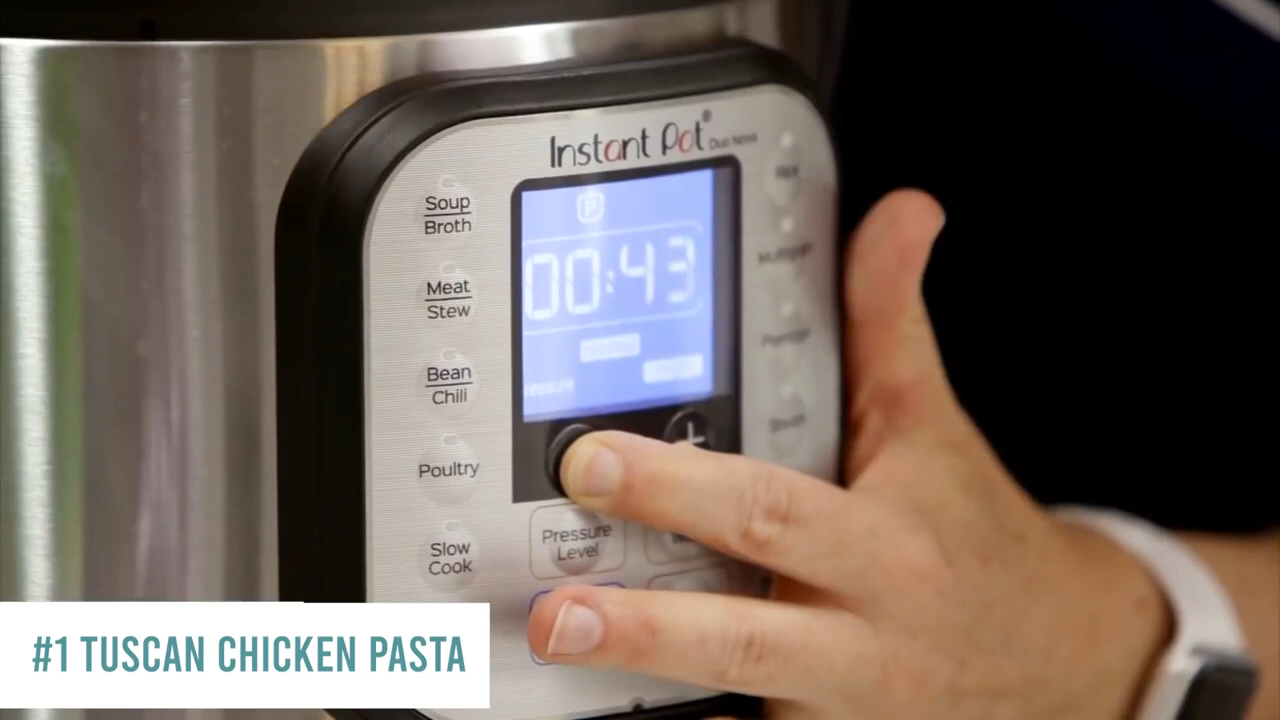 Instant Pot®
Duo Nova
Soup
Broth
Meat
Stew
Bean
Chili
Poultry
Slow
Cook
P
00:43
+
Pressure
Level
#1 TUSCAN CHICKEN PASTA